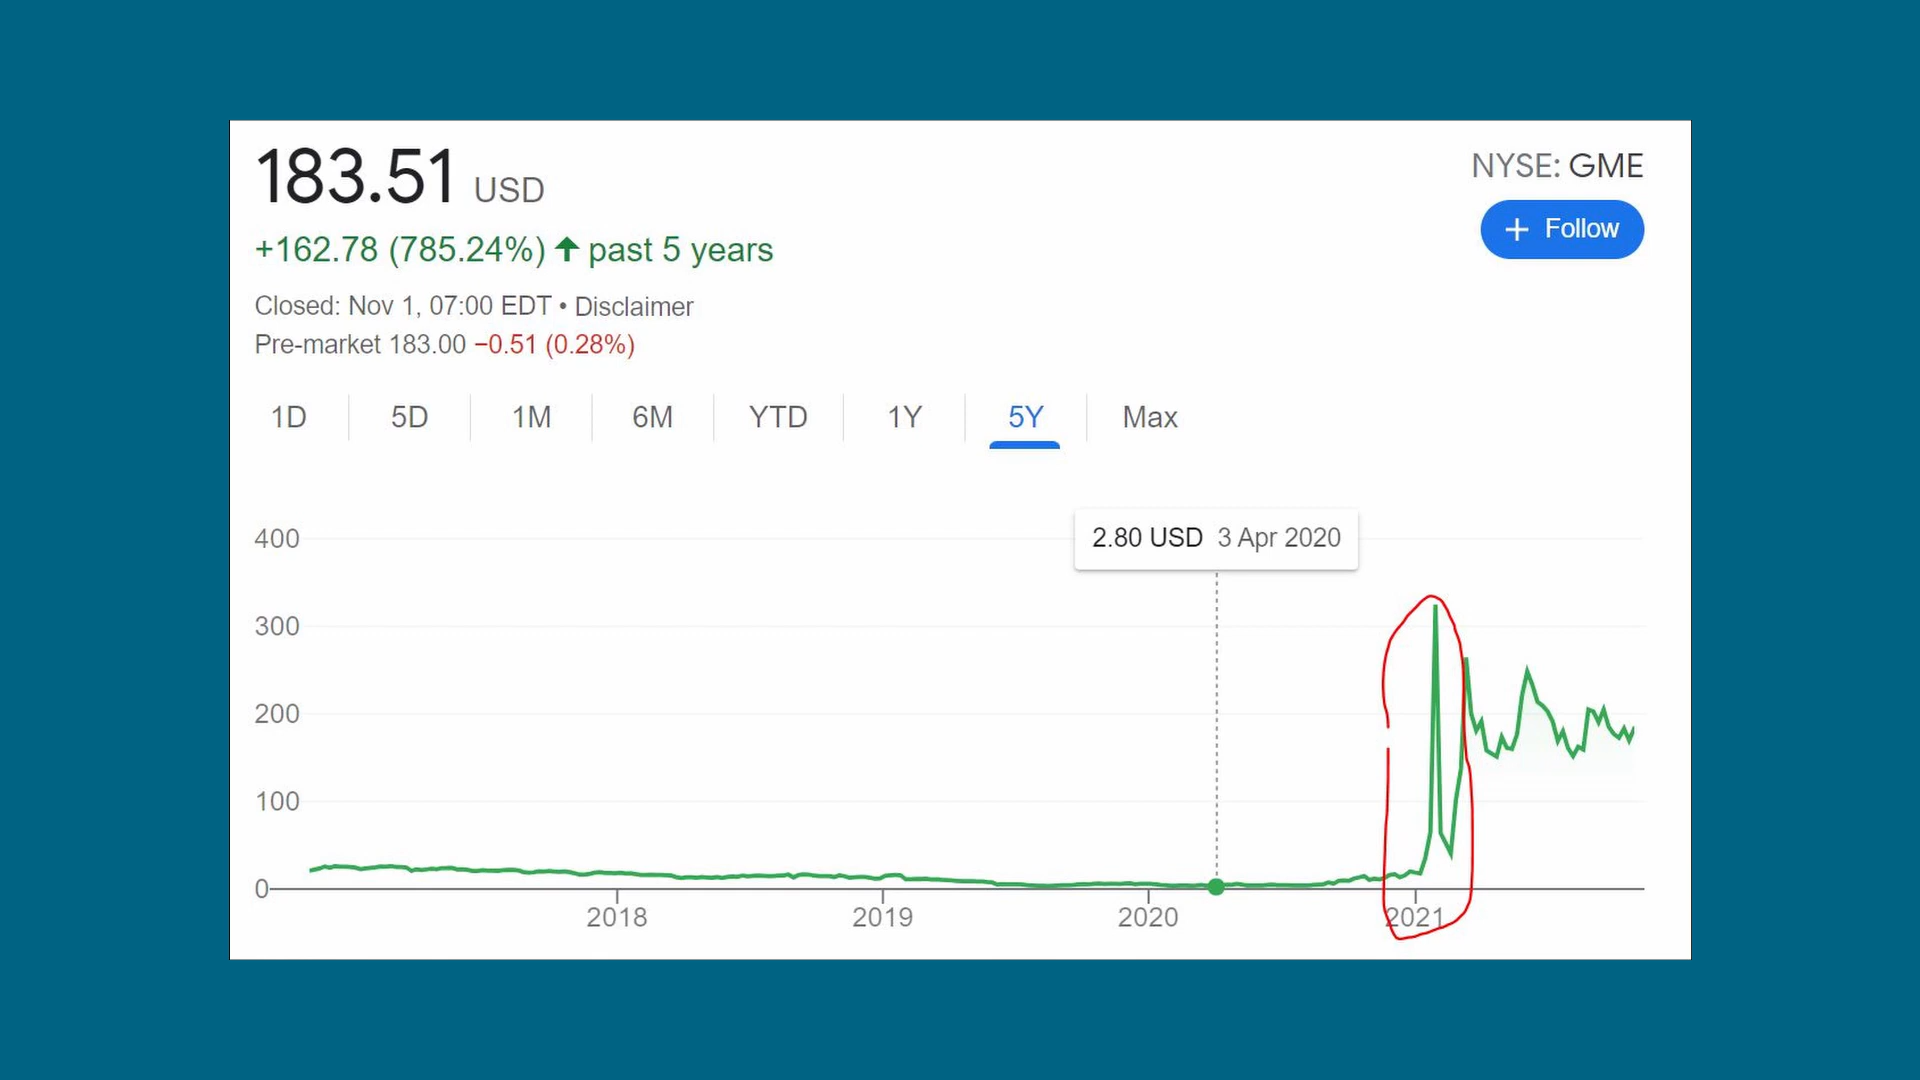 183.51 USD
NYSE: GME
+ Follow
+162.78 (785.24%) ↑ past 5 years
Closed: Nov 1, 07:00 EDT • Disclaimer
Pre-market 183.00 −0.51 (0.28%)
1D 5D 1M 6M YTD 1Y 5Y Max
2.80 USD 3 Apr 2020
400
300
200
100
0
2018 2019 2020 2021